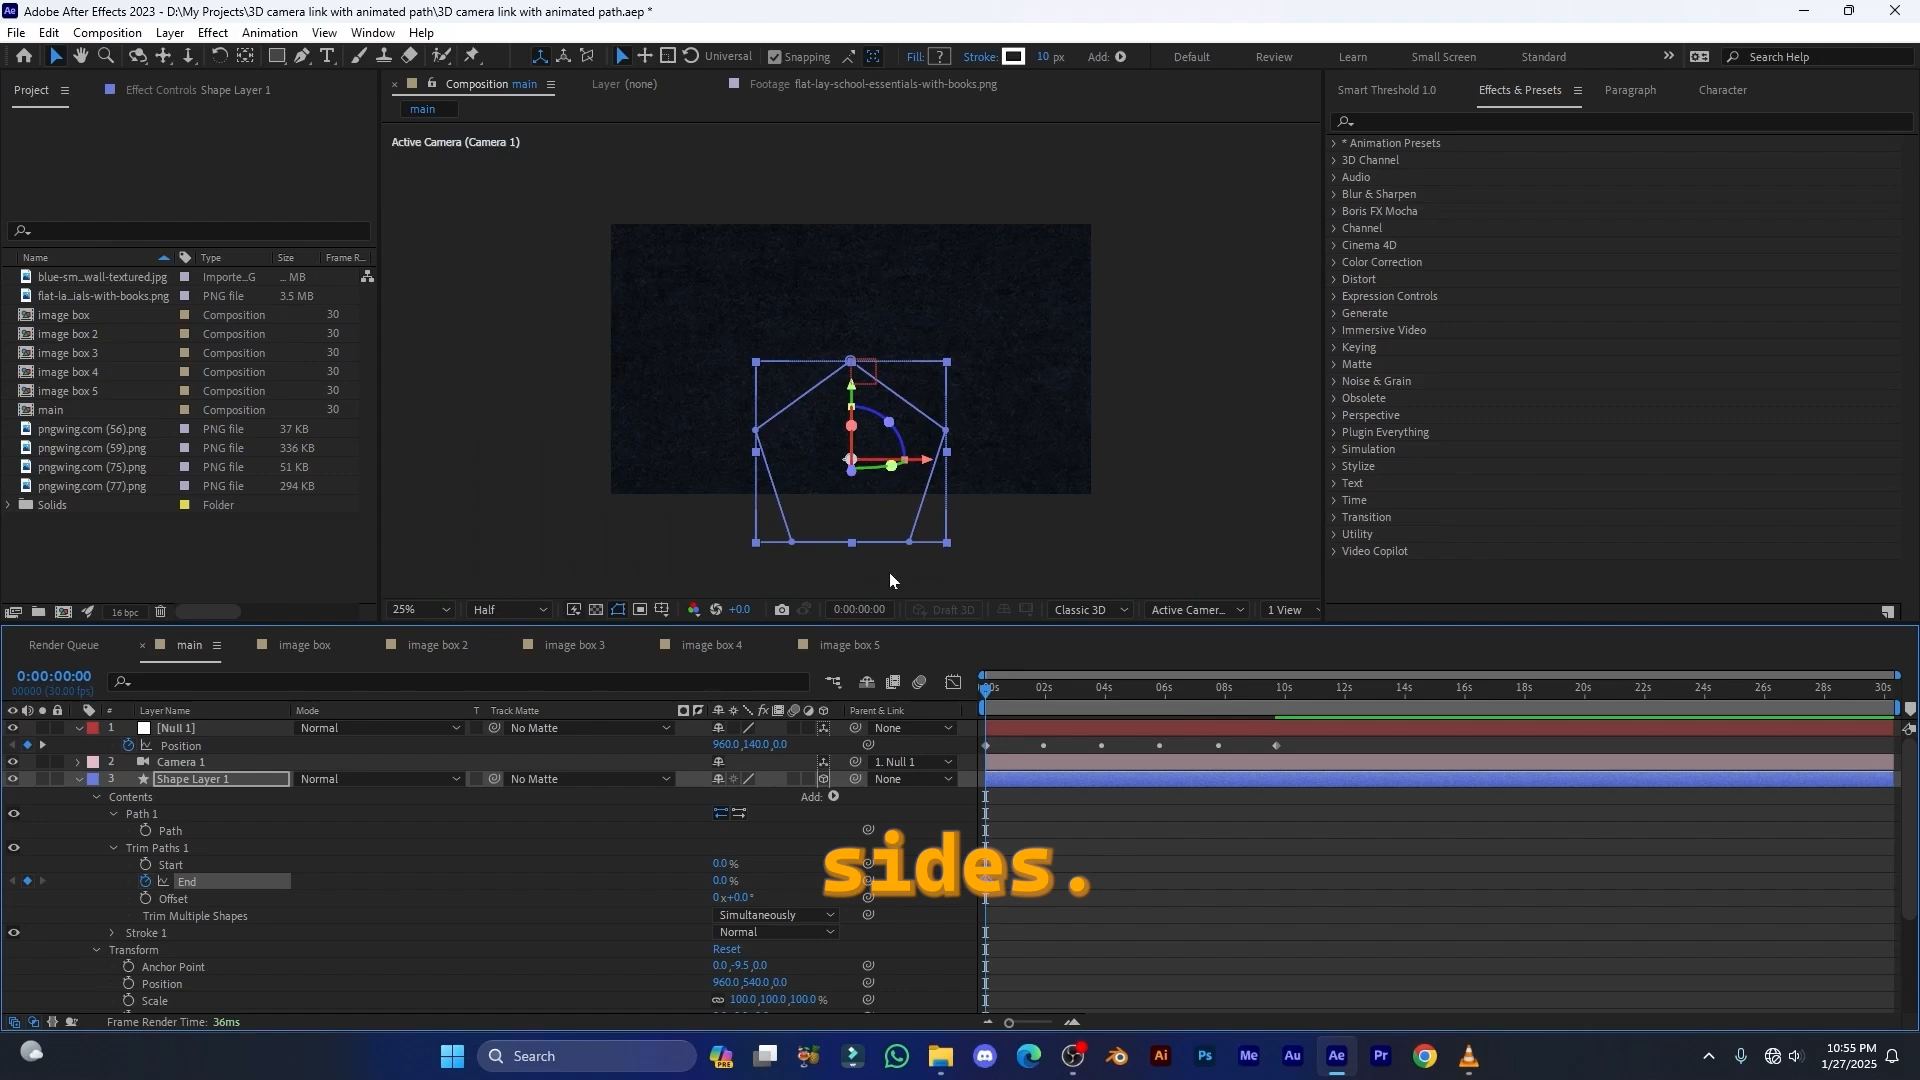 Adobe After Effects 2023 - D:\My Projects\3D camera link with animated path\3D camera link with animated path.aep *
File Edit Composition Layer Effect Animation View Window Help
Universal Snapping Fill: ? Stroke: 10 px Add: Default Review Learn Small Screen Standard Search Help
Project Effect Controls Shape Layer 1
Composition main Layer (none) Footage flat-lay-school-essentials-with-books.png
Smart Threshold 1.0 Effects & Presets Paragraph Character
main
Active Camera (Camera 1)
* Animation Presets
3D Channel
Audio
Blur & Sharpen
Boris FX Mocha
Channel
Cinema 4D
Color Correction
Distort
Expression Controls
Generate
Immersive Video
Keying
Matte
Noise & Grain
Obsolete
Perspective
Plugin Everything
Simulation
Stylize
Text
Time
Transition
Utility
Video Copilot
Name Type Size Frame R...
blue-sm...wall-textured.jpg Importe...G ... MB
flat-la...ials-with-books.png PNG file 3.5 MB
image box Composition 30
image box 2 Composition 30
image box 3 Composition 30
image box 4 Composition 30
image box 5 Composition 30
main Composition 30
pngwing.com (56).png PNG file 37 KB
pngwing.com (59).png PNG file 336 KB
pngwing.com (75).png PNG file 51 KB
pngwing.com (77).png PNG file 294 KB
Solids Folder
16 bpc
25% Half +0.0 0:00:00:00 Draft 3D Classic 3D Active Camer... 1 View
Render Queue main image box image box 2 image box 3 image box 4 image box 5
0:00:00:00
00000 (30.00 fps)
02s 04s 06s 08s 10s 12s 14s 16s 18s 20s 22s 24s 26s 28s 30s
# Layer Name Mode T Track Matte Parent & Link
1 [Null 1] Normal No Matte None
Position 960.0,140.0,0.0
2 Camera 1 1. Null 1
3 Shape Layer 1 Normal No Matte None
Contents Add:
Path 1
Path
Trim Paths 1
Start 0.0 %
End 0.0 %
Offset 0 x+0.0°
Trim Multiple Shapes Simultaneously
Stroke 1 Normal
Transform Reset
Anchor Point 0.0,-9.5,0.0
Position 960.0,540.0,0.0
Scale 100.0,100.0,100.0 %
sides.
Frame Render Time: 36ms
Search
PRE
Ai Ps Me Au Ae Pr
10:55 PM
1/27/2025